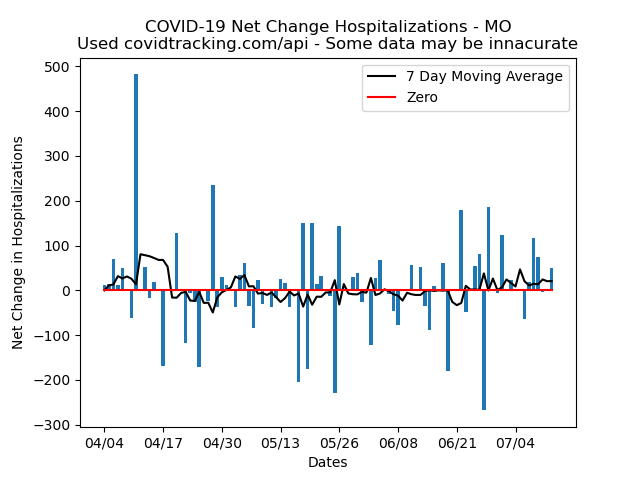 COVID-19 Net Change Hospitalizations - MO
Used covidtracking.com/api - Some data may be innacurate
7 Day Moving Average
Zero
Net Change in Hospitalizations
500
400
300
200
100
0
−100
−200
−300
04/04 04/17 04/30 05/13 05/26 06/08 06/21 07/04
Dates